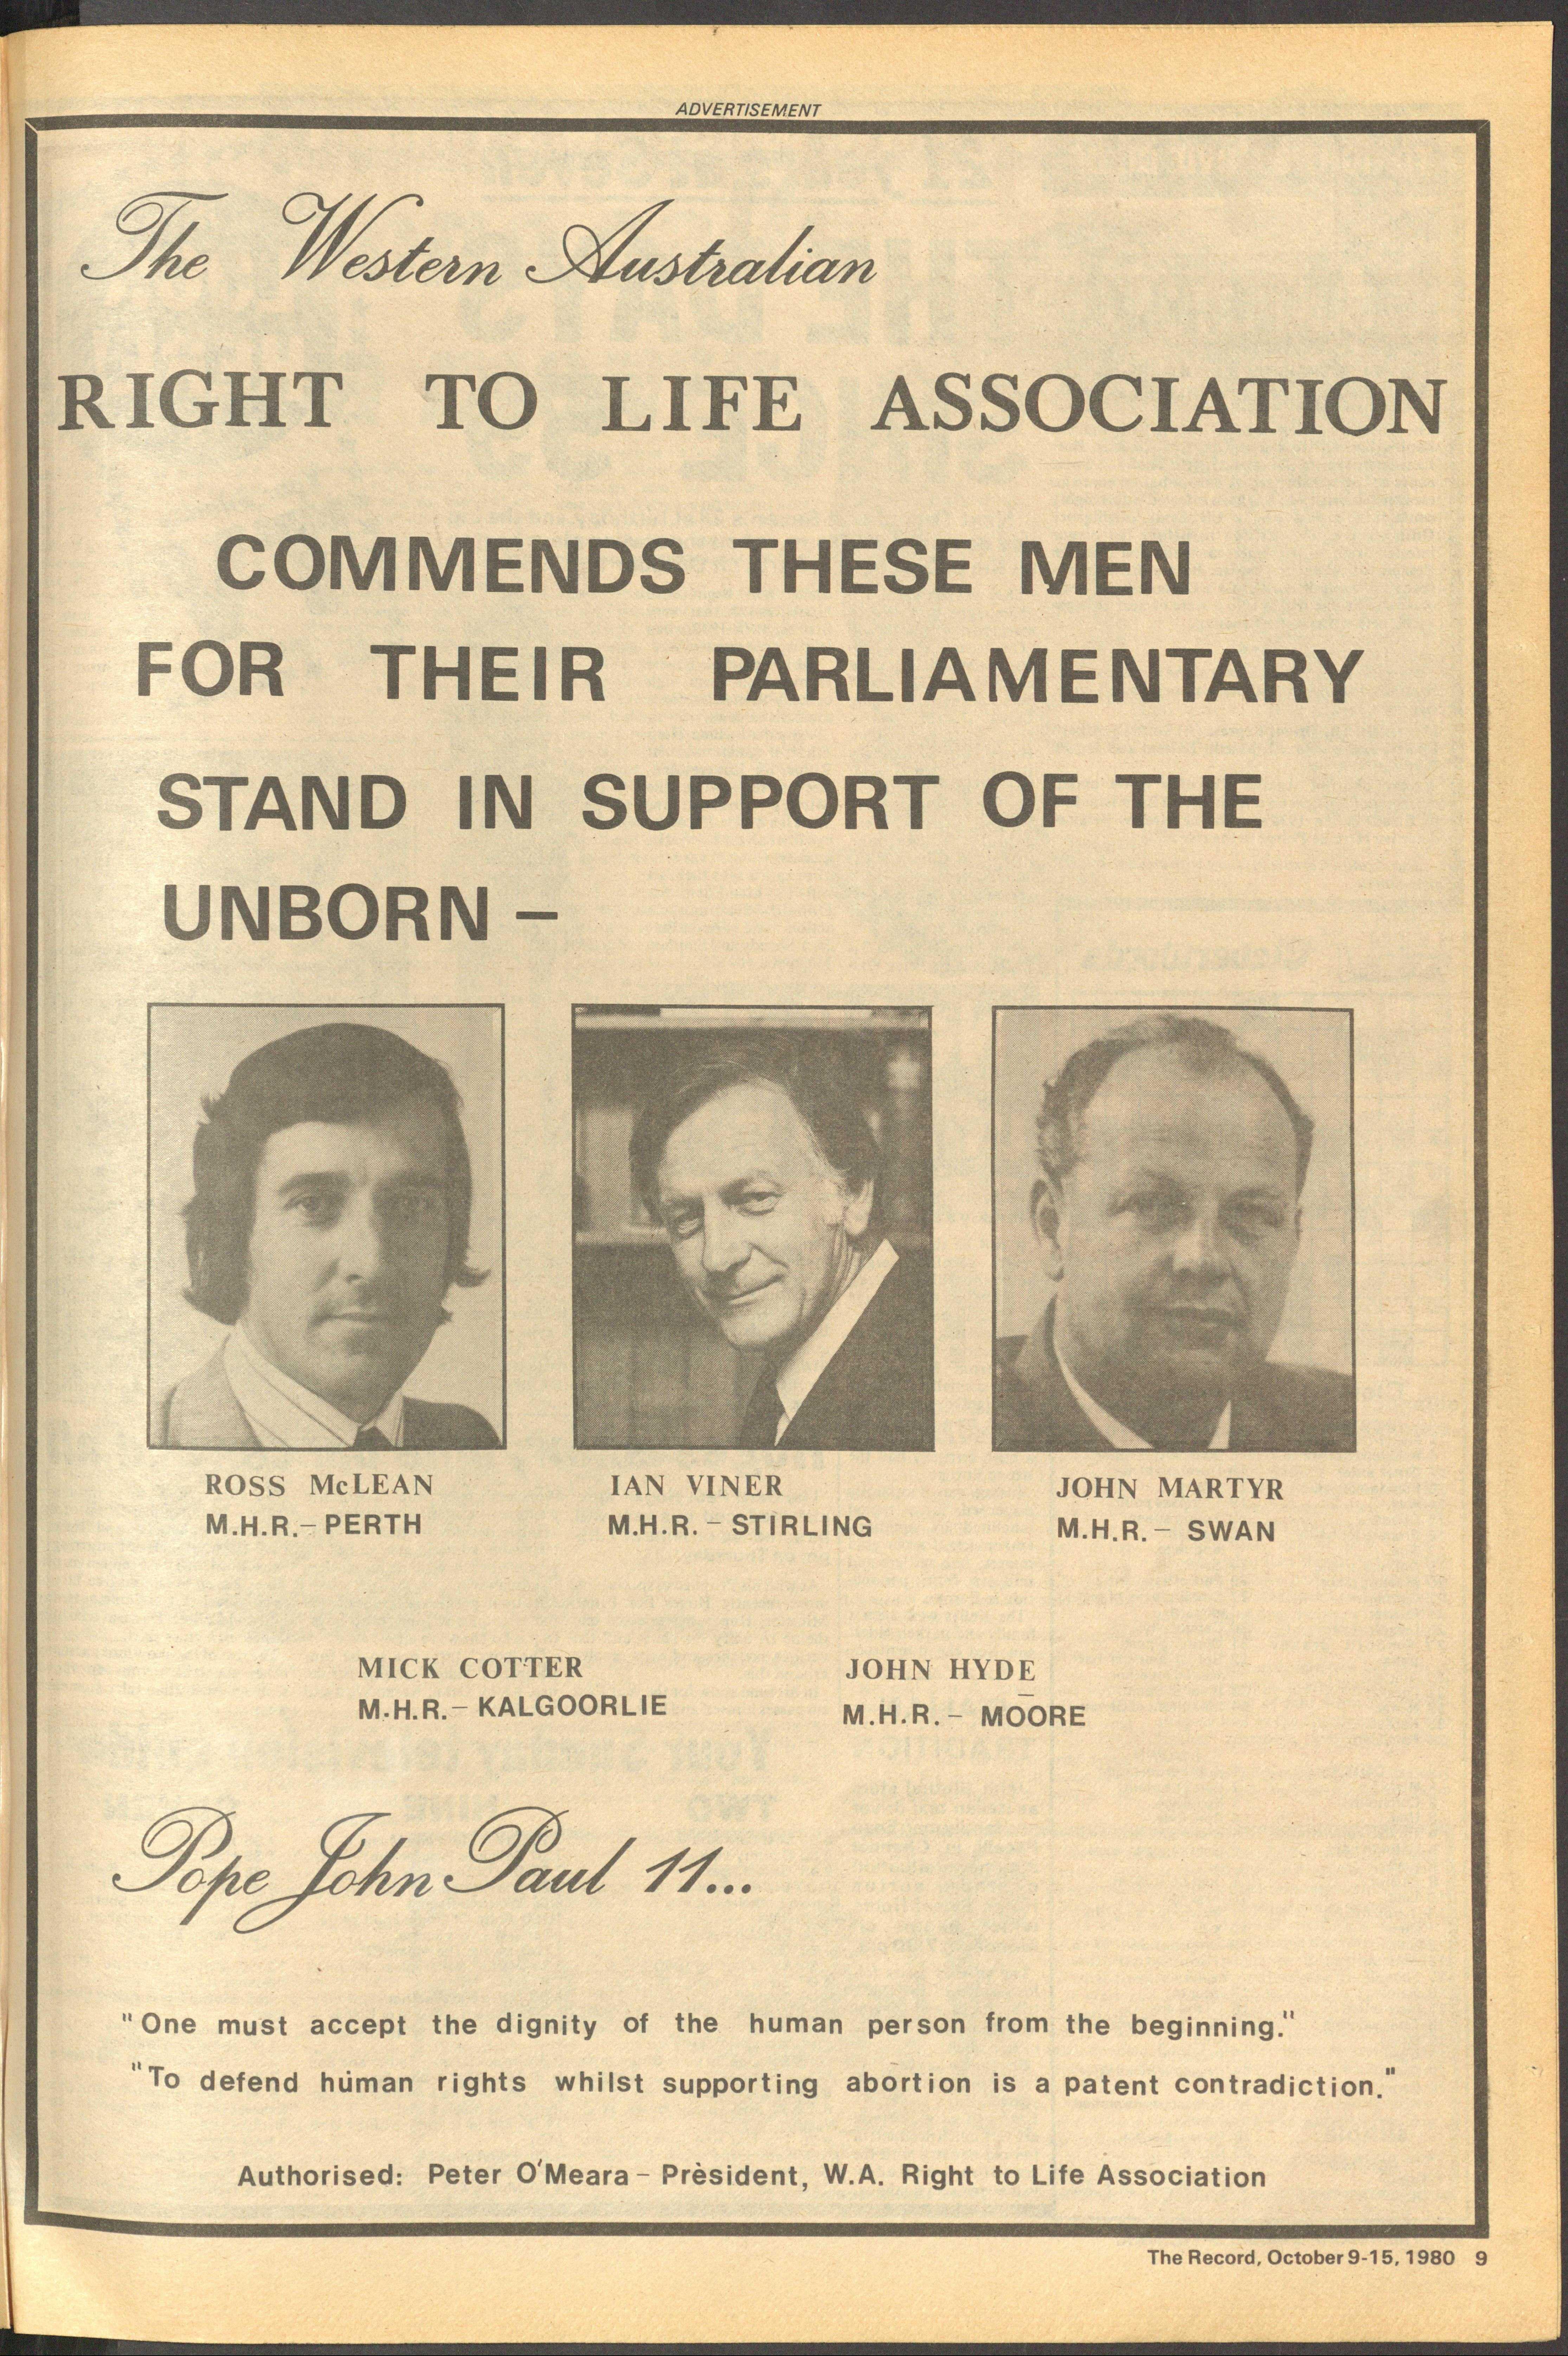 ADVERTISEMENT
The Western Australian
RIGHT TO LIFE ASSOCIATION
COMMENDS THESE MEN
FOR THEIR PARLIAMENTARY
STAND IN SUPPORT OF THE
UNBORN –
ROSS McLEAN
M.H.R.– PERTH
IAN VINER
M.H.R. – STIRLING
JOHN MARTYR
M.H.R. – SWAN
MICK COTTER
M.H.R.– KALGOORLIE
JOHN HYDE
M.H.R. – MOORE
Pope John Paul 11...
"One must accept the dignity of the human person from the beginning."
"To defend human rights whilst supporting abortion is a patent contradiction."
Authorised: Peter O'Meara – President, W.A. Right to Life Association
The Record, October 9-15, 1980 9